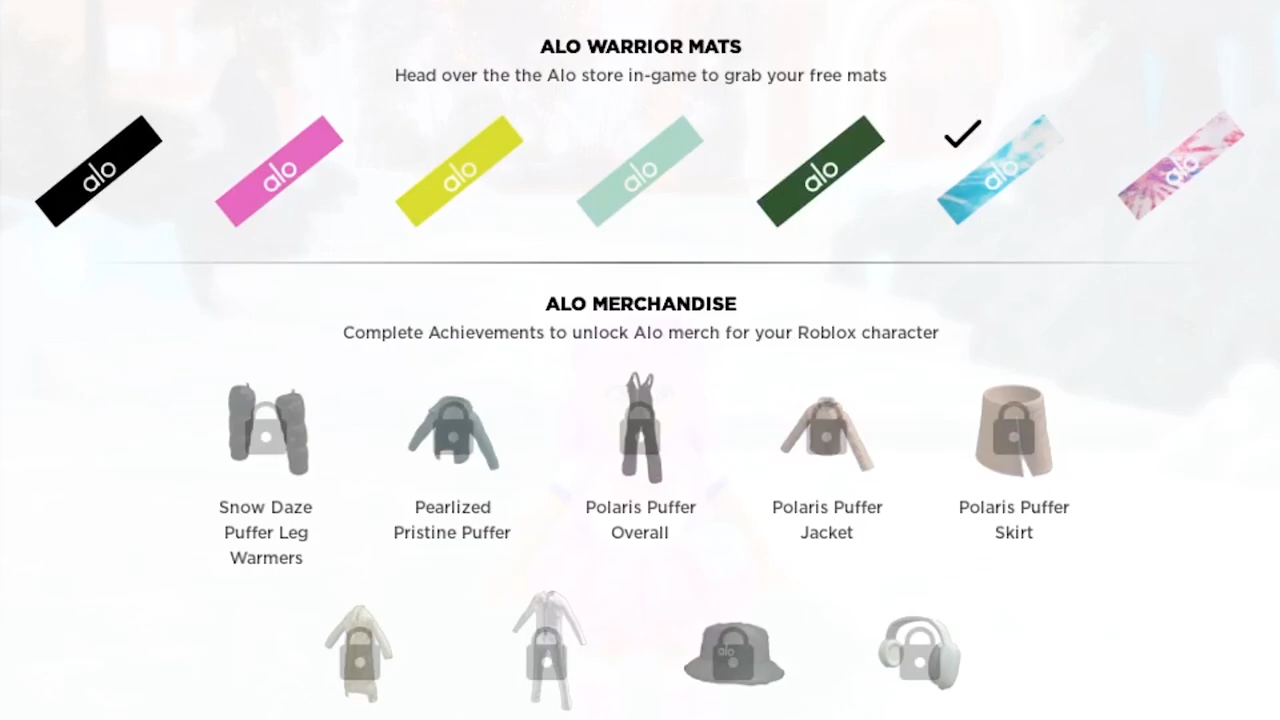 ALO WARRIOR MATS
Head over the the Alo store in-game to grab your free mats
alo
alo
alo
alo
alo
alo
alo
ALO MERCHANDISE
Complete Achievements to unlock Alo merch for your Roblox character
Snow Daze
Puffer Leg
Warmers
Pearlized
Pristine Puffer
Polaris Puffer
Overall
Polaris Puffer
Jacket
Polaris Puffer
Skirt
alo